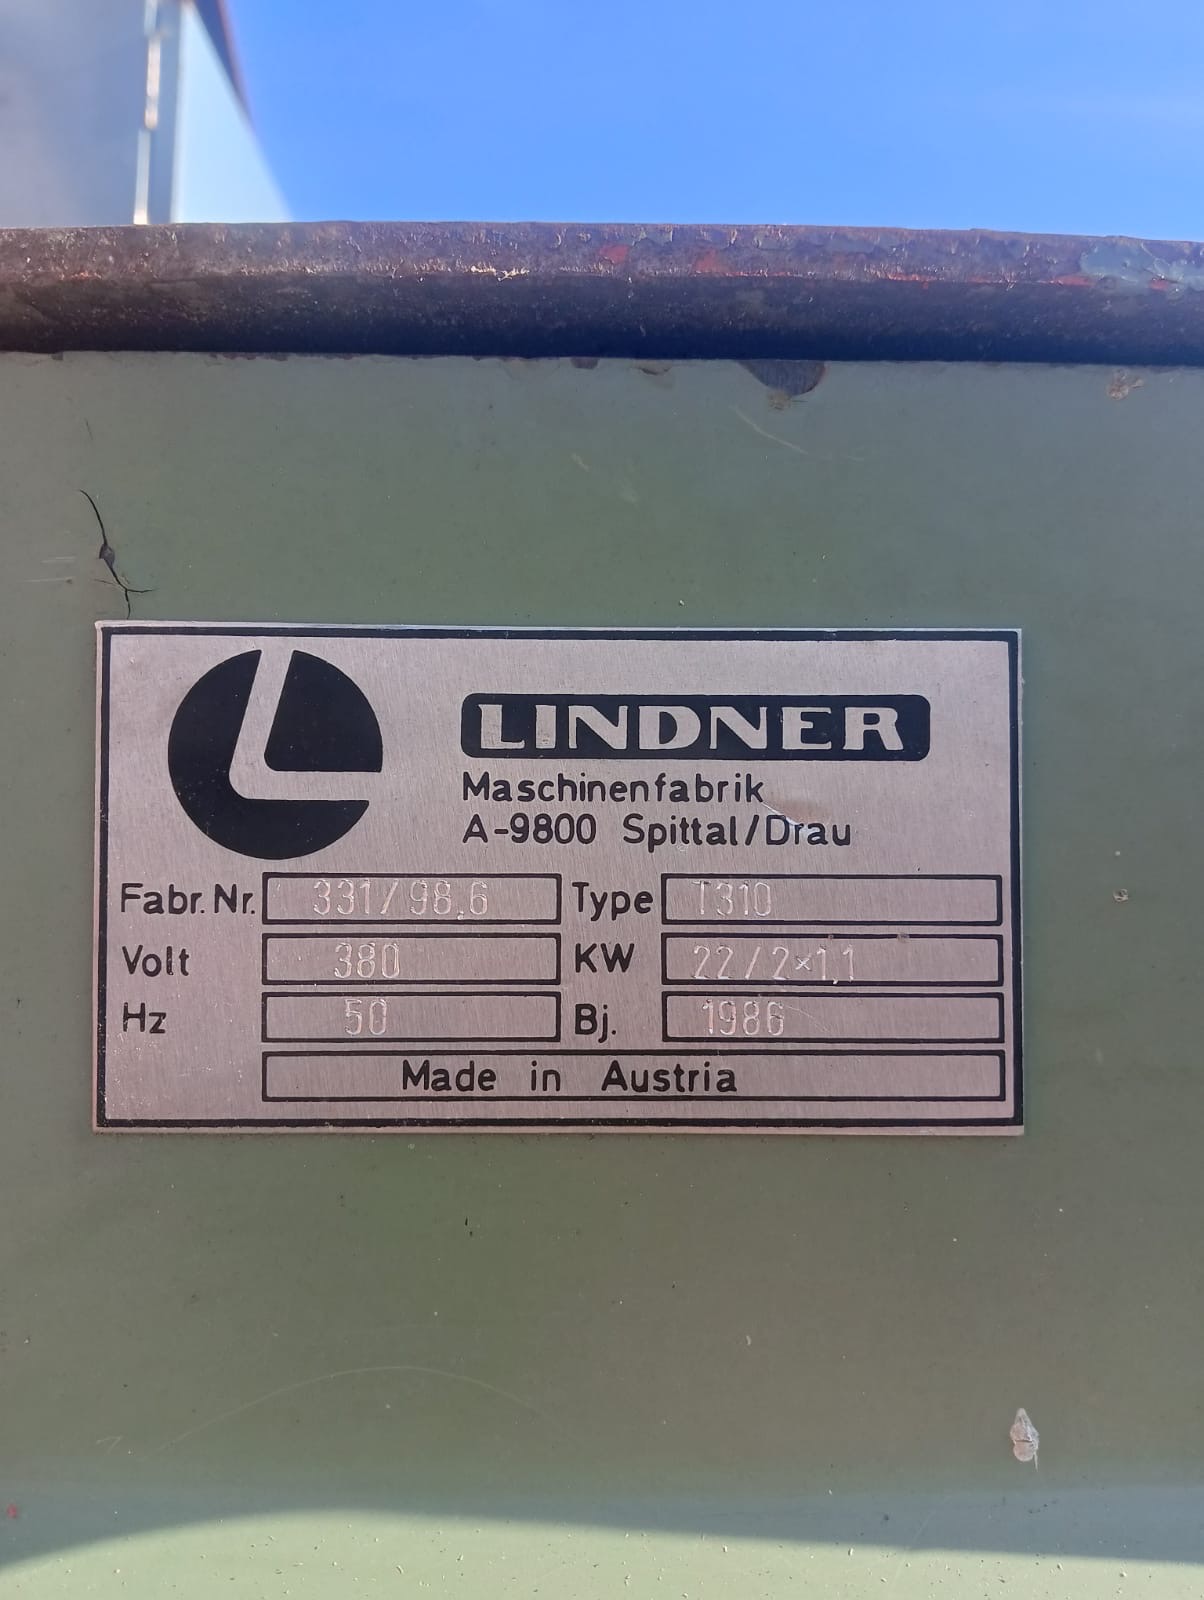 LINDNER
Maschinenfabrik
A-9800 Spittal/Drau
Fabr. Nr. 331/98.6 Type T310
Volt 380 KW 22/2×1,1
Hz 50 Bj. 1986
Made in Austria